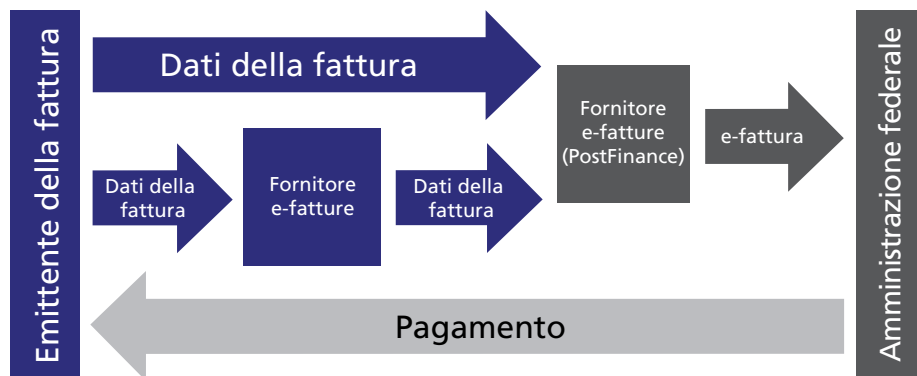 Emittente della fattura
Dati della fattura
Dati della
fattura
Fornitore
e-fatture
Dati della
fattura
Fornitore
e-fatture
(PostFinance)
e-fattura
Amministrazione federale
Pagamento